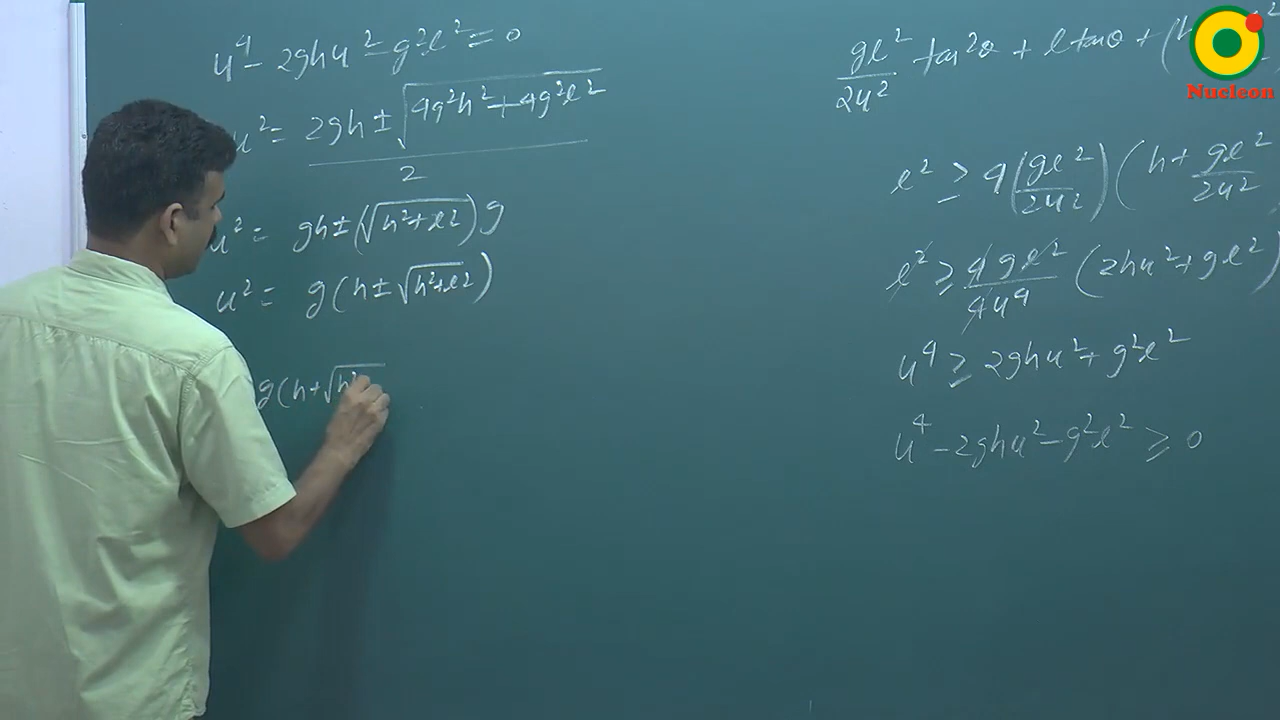 u⁴ - 2ghu² - g²l² = 0
u² = 2gh ± √(4g²h² + 4g²l²) / 2
u² = gh ± (√(h² + l²)) g
u² = g(h ± √(h² + l²))
g(h + √h²
gl²/2u² tan²θ + l tanθ + (h
l² ≥ 4(gl²/2u²)(h + gl²/2u²
l² ≥ 4gl²/4u⁴ (2hu² + gl²)
u⁴ ≥ 2ghu² + g²l²
u⁴ - 2ghu² - g²l² ≥ 0
Nucleon